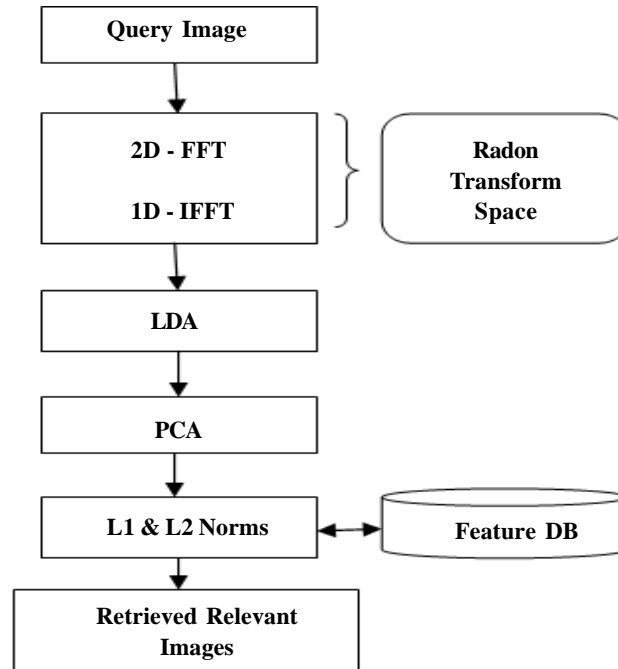 Query Image
2D - FFT
1D - IFFT
Radon
Transform
Space
LDA
PCA
L1 & L2 Norms
Feature DB
Retrieved Relevant
Images